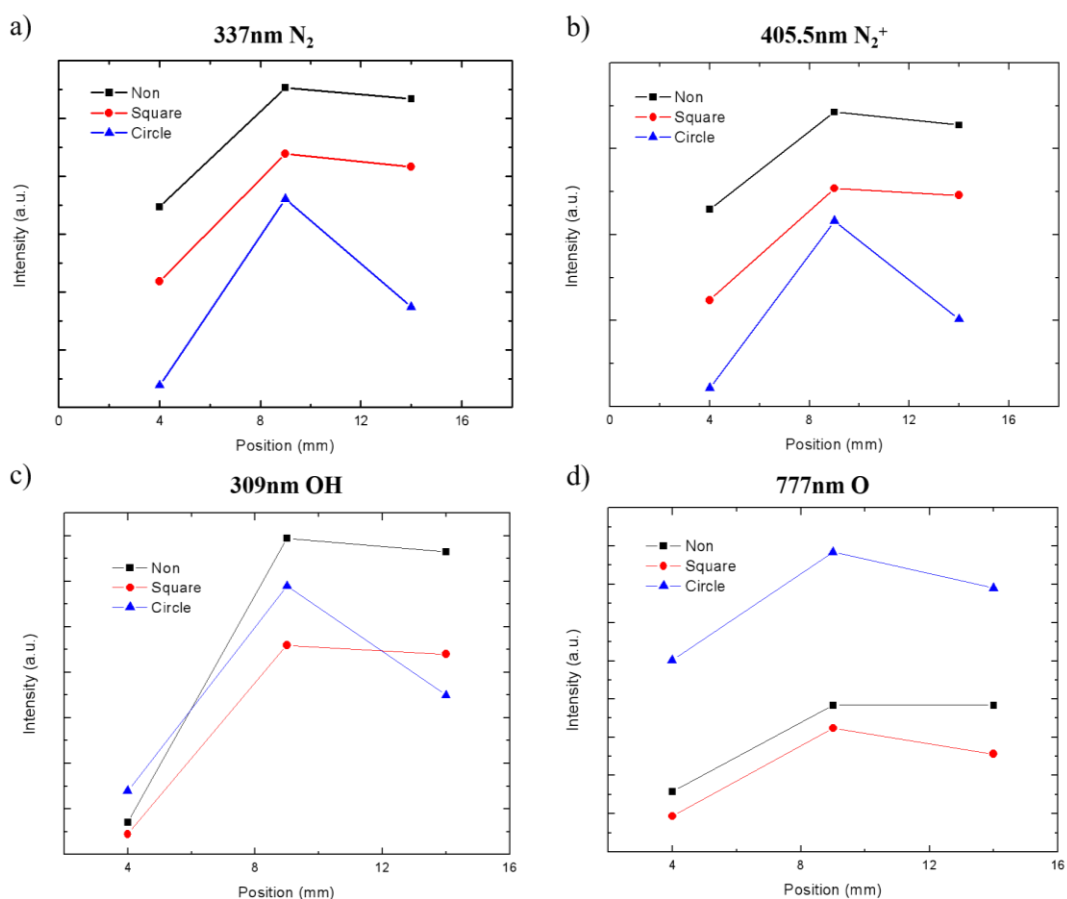 a)
337nm N₂
Non
Square
Circle
Intensity (a.u.)
0
4
8
12
16
Position (mm)
b)
405.5nm N₂⁺
Non
Square
Circle
Intensity (a.u.)
0
4
8
12
16
Position (mm)
c)
309nm OH
Non
Square
Circle
Intensity (a.u.)
4
8
12
16
Position (mm)
d)
777nm O
Non
Square
Circle
Intensity (a.u.)
4
8
12
16
Position (mm)